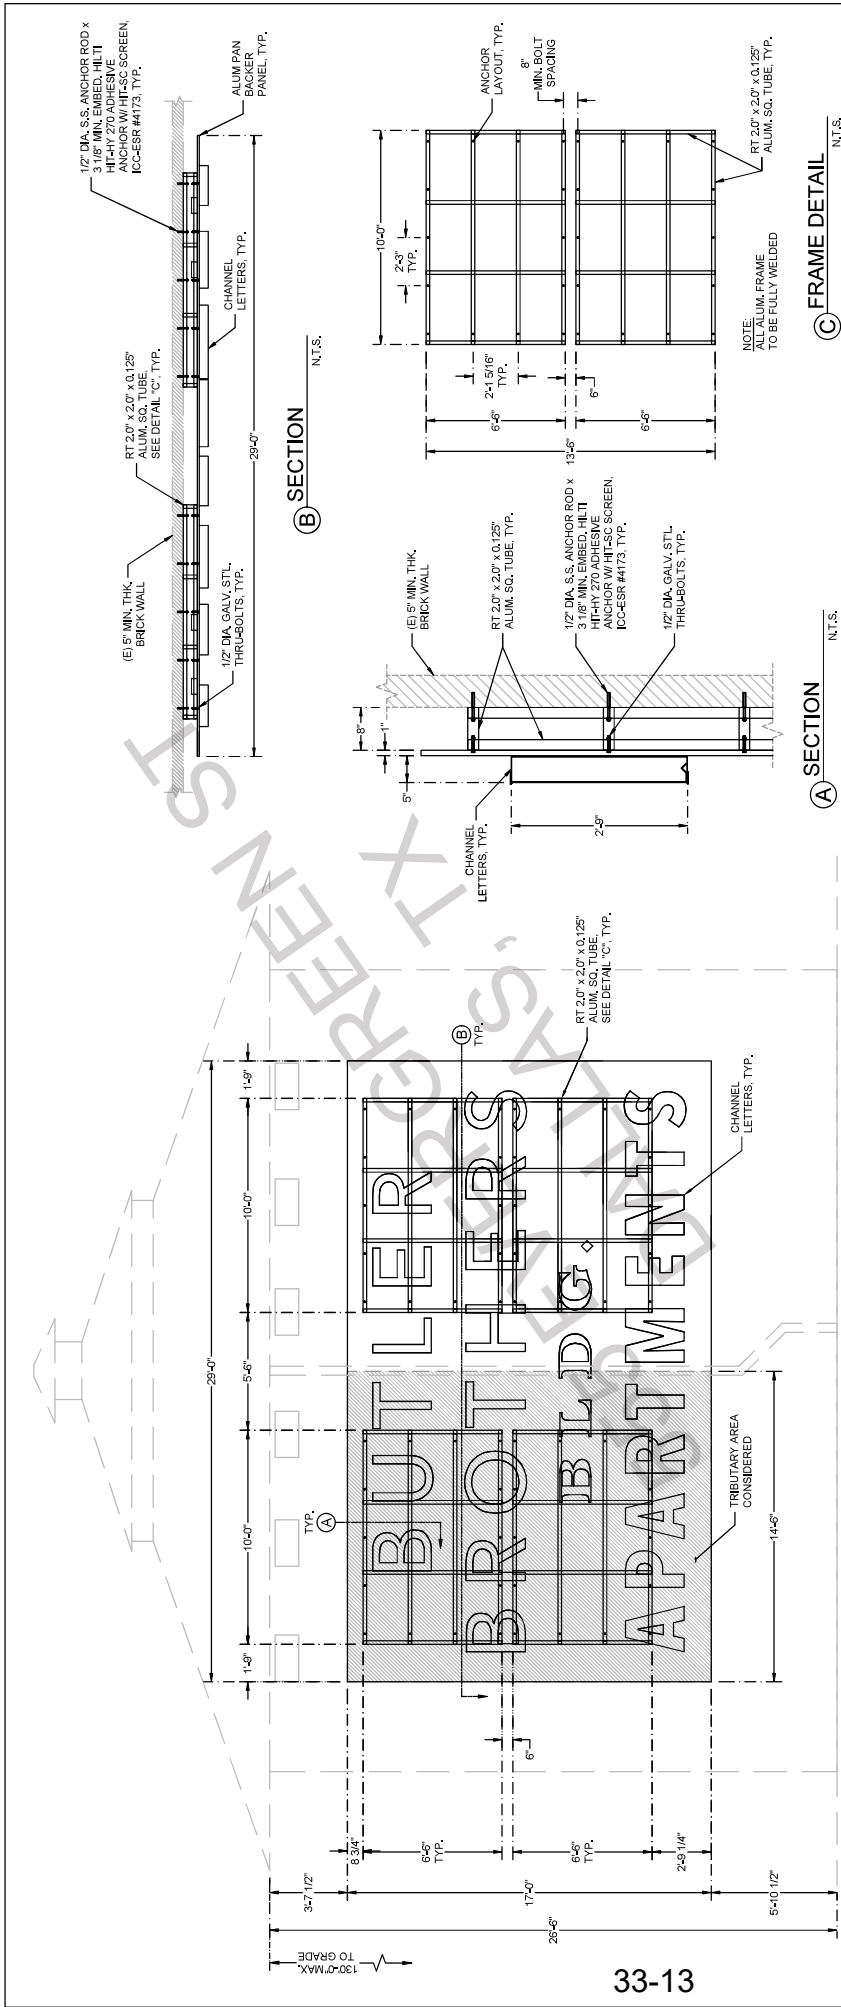 130'-0"MAX.
TO GRADE
26'-6"
3'-7 1/2"
17'-0"
5'-10 1/2"
8 3/4"
6'-6"
TYP.
6'-6"
TYP.
2'-9 1/4"
6"
29'-0"
1'-9"
10'-0"
5'-6"
10'-0"
1'-9"
TYP.
A
B
TYP.
BUTLER
BROTHERS
BLDG.
APARTMENTS
TRIBUTARY AREA
CONSIDERED
14'-6"
RT 2.0" x 2.0" x 0.125"
ALUM. SQ. TUBE,
SEE DETAIL "C", TYP.
CHANNEL
LETTERS, TYP.
EVERGREEN ST
DALLAS, TX
(E) 5" MIN. THK.
BRICK WALL
RT 2.0" x 2.0" x 0.125"
ALUM. SQ. TUBE,
SEE DETAIL "C", TYP.
1/2" DIA. S.S. ANCHOR ROD x
3 1/8" MIN. EMBED. HILTI
HIT-HY 270 ADHESIVE
ANCHOR W/ HIT-SC SCREEN,
ICC-ESR #4173, TYP.
1/2" DIA. GALV. ST'L.
THRU-BOLTS, TYP.
CHANNEL
LETTERS, TYP.
ALUM PAN
BACKER
PANEL, TYP.
29'-0"
B SECTION
N.T.S.
CHANNEL
LETTERS, TYP.
5"
1"
8"
2'-9"
(E) 5" MIN. THK.
BRICK WALL
RT 2.0" x 2.0" x 0.125"
ALUM. SQ. TUBE, TYP.
1/2" DIA. S.S. ANCHOR ROD x
3 1/8" MIN. EMBED. HILTI
HIT-HY 270 ADHESIVE
ANCHOR W/ HIT-SC SCREEN,
ICC-ESR #4173, TYP.
1/2" DIA. GALV. ST'L.
THRU-BOLTS, TYP.
A SECTION
N.T.S.
10'-0"
2'-3"
TYP.
2'-1 5/16"
TYP.
6'-6"
6"
6'-6"
13'-6"
ANCHOR
LAYOUT, TYP.
8"
MIN. BOLT
SPACING
RT 2.0" x 2.0" x 0.125"
ALUM. SQ. TUBE, TYP.
NOTE:
ALL ALUM. FRAME
TO BE FULLY WELDED
C FRAME DETAIL
N.T.S.
33-13